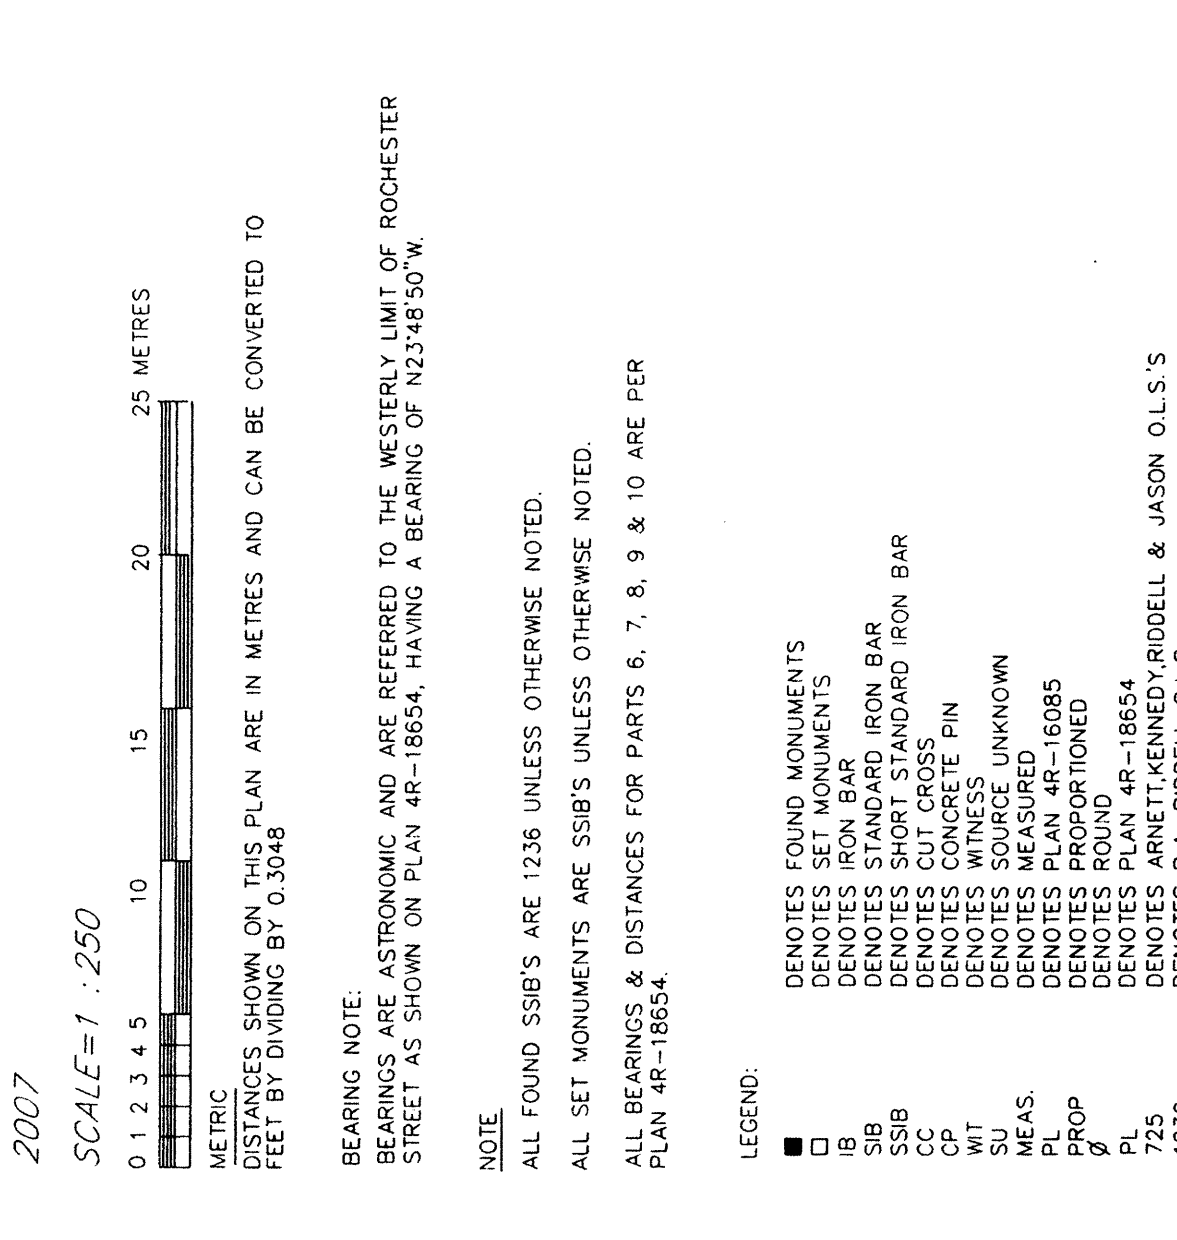 2007
SCALE=1 :250
0 1 2 3 4 5 10 15 20 25 METRES
METRIC
DISTANCES SHOWN ON THIS PLAN ARE IN METRES AND CAN BE CONVERTED TO
FEET BY DIVIDING BY 0.3048
BEARING NOTE:
BEARINGS ARE ASTRONOMIC AND ARE REFERRED TO THE WESTERLY LIMIT OF ROCHESTER
STREET AS SHOWN ON PLAN 4R-18654, HAVING A BEARING OF N23°48'50"W.
NOTE
ALL FOUND SSIB'S ARE 1236 UNLESS OTHERWISE NOTED.
ALL SET MONUMENTS ARE SSIB'S UNLESS OTHERWISE NOTED.
ALL BEARINGS & DISTANCES FOR PARTS 6, 7, 8, 9 & 10 ARE PER
PLAN 4R-18654.
LEGEND:
■ DENOTES FOUND MONUMENTS
□ DENOTES SET MONUMENTS
IB DENOTES IRON BAR
SIB DENOTES STANDARD IRON BAR
SSIB DENOTES SHORT STANDARD IRON BAR
CC DENOTES CUT CROSS
CP DENOTES CONCRETE PIN
WIT DENOTES WITNESS
SU DENOTES SOURCE UNKNOWN
MEAS. DENOTES MEASURED
PL DENOTES PLAN 4R-16085
PROP DENOTES PROPORTIONED
Ø DENOTES ROUND
PL DENOTES PLAN 4R-18654
725 DENOTES ARNETT,KENNEDY,RIDDELL & JASON O.L.S.'S